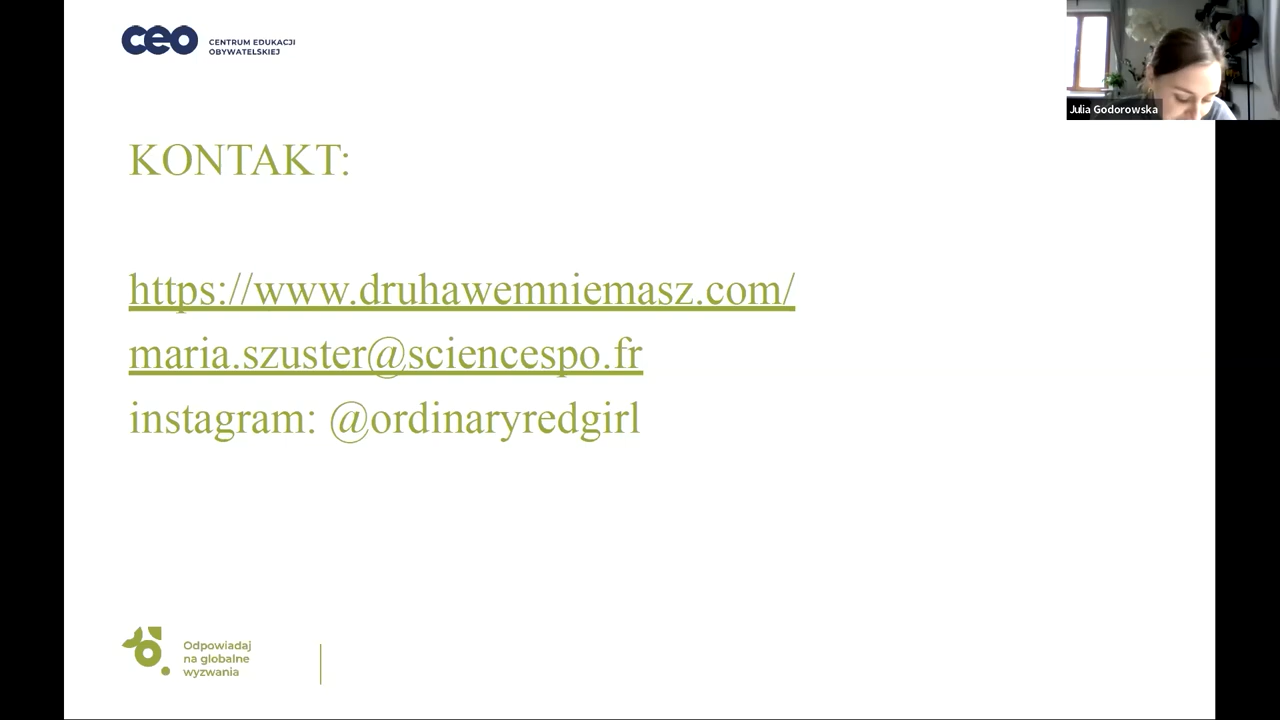 ceo CENTRUM EDUKACJI
OBYWATELSKIEJ
Julia Godorowska
KONTAKT:
https://www.druhawemniemasz.com/
maria.szuster@sciencespo.fr
instagram: @ordinaryredgirl
Odpowiadaj
na globalne
wyzwania